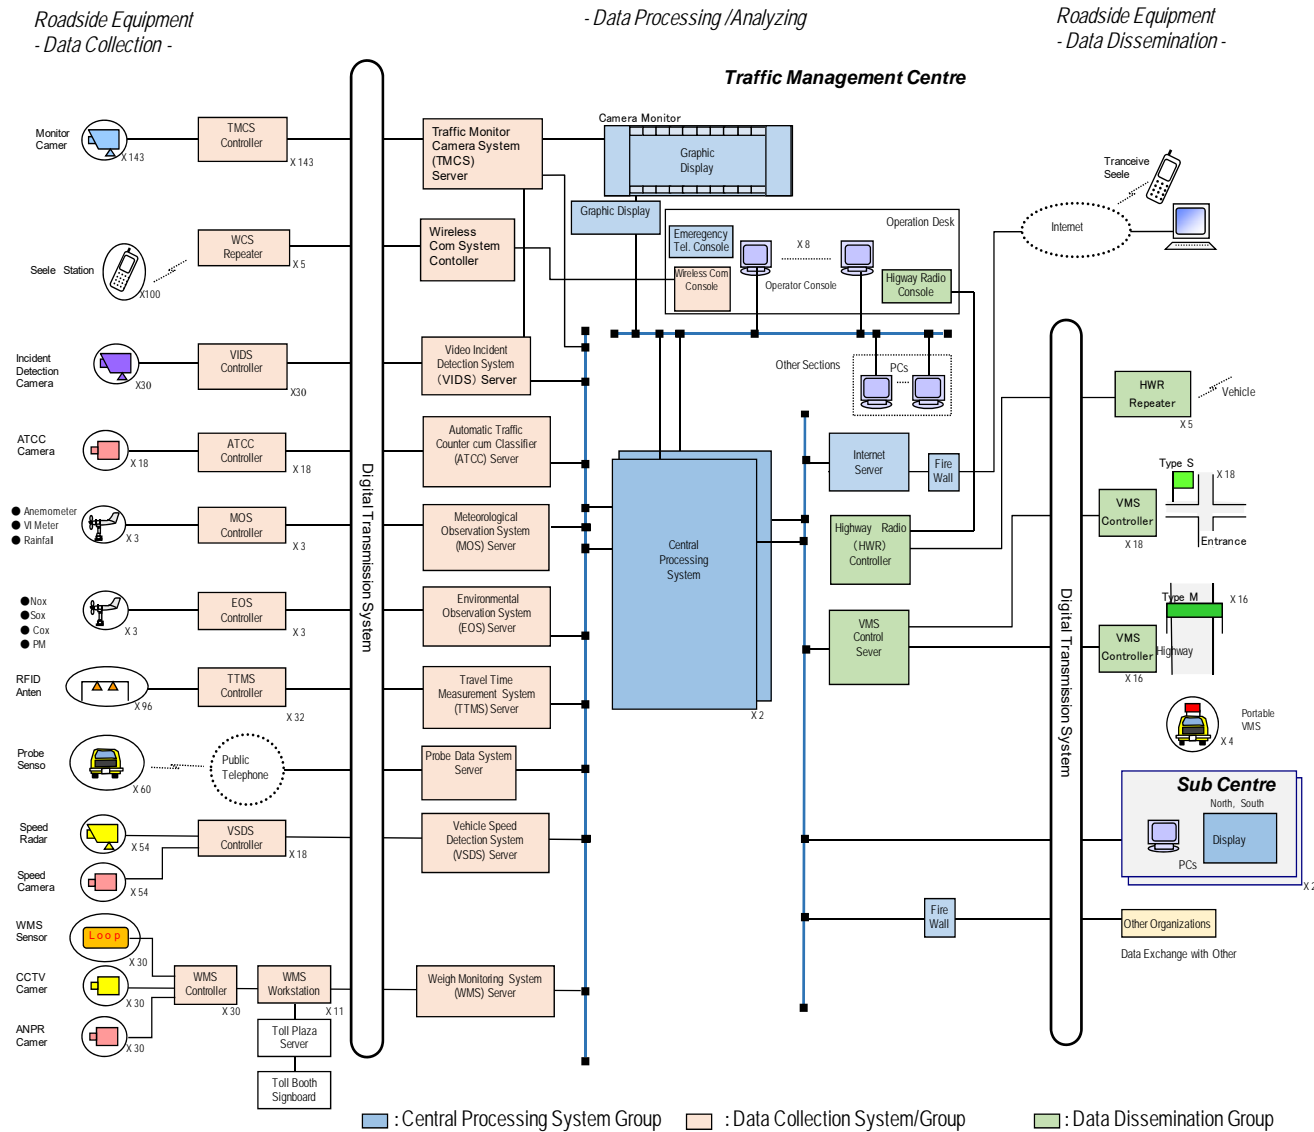 Roadside Equipment
- Data Collection -
- Data Processing /Analyzing
Roadside Equipment
- Data Dissemination -
Traffic Management Centre
Monitor
Camer
X 143
TMCS
Controller
X 143
Traffic Monitor
Camera System
(TMCS)
Server
Camera Monitor
Graphic
Display
Graphic Display
Operation Desk
Emeregency
Tel. Console
X 8
Wireless Com
Console
Operator Console
Higway Radio
Console
Tranceive
Seele
Internet
Seele Station
X100
WCS
Repeater
X 5
Wireless
Com System
Contoller
Incident
Detection
Camera
X30
VIDS
Controller
X30
Video Incident
Detection System
(VIDS) Server
Other Sections
PCs
HWR
Repeater
X 5
Vehicle
ATCC
Camera
X 18
ATCC
Controller
X 18
Automatic Traffic
Counter cum Classifier
(ATCC) Server
Internet
Server
Fire
Wall
Type S
X 18
VMS
Controller
X 18
Entrance
● Anemometer
● VI Meter
● Rainfall
X 3
MOS
Controller
X 3
Meteorological
Observation System
(MOS) Server
Central
Processing
System
X 2
Highway Radio
(HWR)
Controller
● Nox
● Sox
● Cox
● PM
X 3
EOS
Controller
X 3
Environmental
Observation System
(EOS) Server
VMS
Control
Sever
Type M
X 16
VMS
Controller
X 16
Highway
RFID
Anten
X 96
TTMS
Controller
X 32
Travel Time
Measurement System
(TTMS) Server
Portable
VMS
X 4
Probe
Senso
X 60
Public
Telephone
Probe Data System
Server
Digital Transmission System
Digital Transmission System
Sub Centre
North, South
Display
PCs
X 2
Speed
Radar
X 54
VSDS
Controller
X 18
Vehicle Speed
Detection System
(VSDS) Server
Speed
Camera
X 54
Fire
Wall
Other Organizations
Data Exchange with Other
WMS
Sensor
Loop
X 30
CCTV
Camer
X 30
WMS
Controller
X 30
WMS
Workstation
X 11
Weigh Monitoring System
(WMS) Server
ANPR
Camer
X 30
Toll Plaza
Server
Toll Booth
Signboard
: Central Processing System Group
: Data Collection System/Group
: Data Dissemination Group